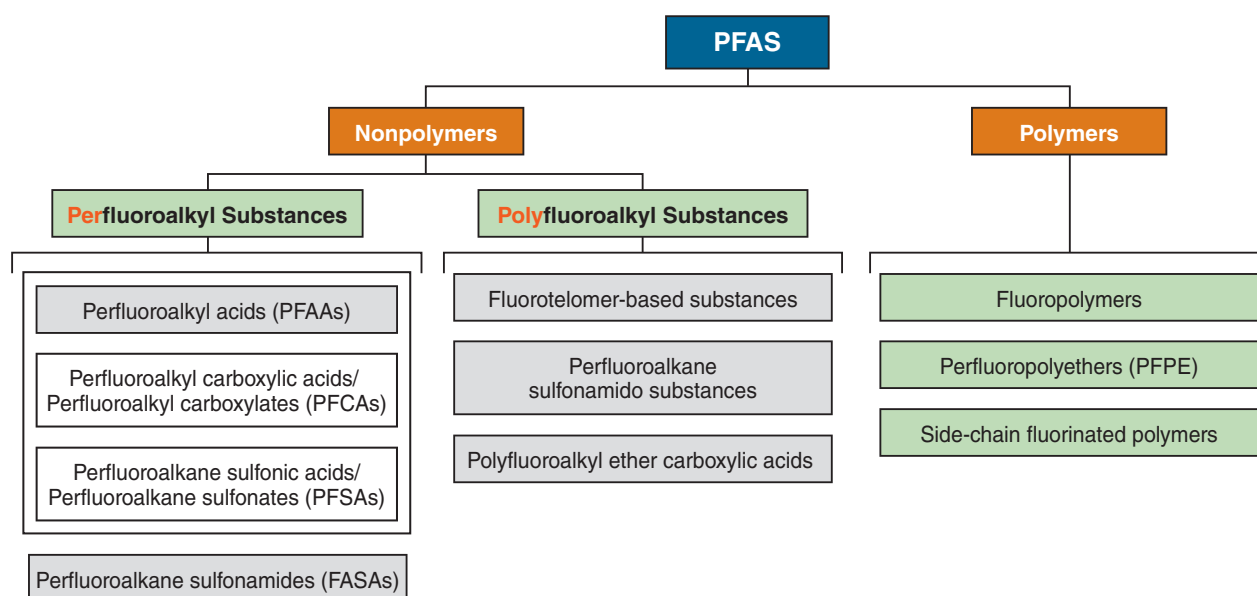 PFAS
Nonpolymers
Polymers
Perfluoroalkyl Substances
Polyfluoroalkyl Substances
Perfluoroalkyl acids (PFAAs)
Perfluoroalkyl carboxylic acids/
Perfluoroalkyl carboxylates (PFCAs)
Perfluoroalkane sulfonic acids/
Perfluoroalkane sulfonates (PFSAs)
Perfluoroalkane sulfonamides (FASAs)
Fluorotelomer-based substances
Perfluoroalkane
sulfonamido substances
Polyfluoroalkyl ether carboxylic acids
Fluoropolymers
Perfluoropolyethers (PFPE)
Side-chain fluorinated polymers